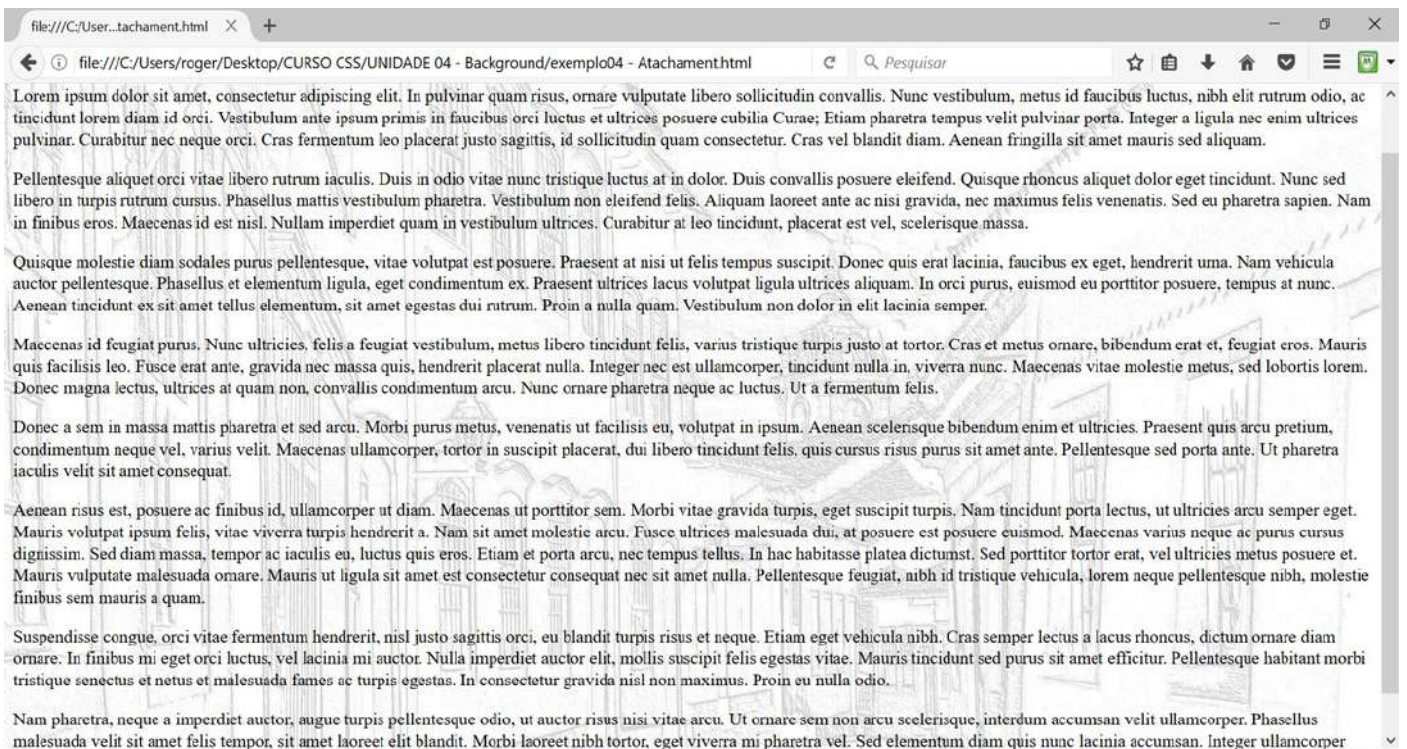 file:///C:/User...tachament.html
file:///C:/Users/roger/Desktop/CURSO CSS/UNIDADE 04 - Background/exemplo04 - Atachament.html
Pesquisar
Lorem ipsum dolor sit amet, consectetur adipiscing elit. In pulvinar quam risus, ornare vulputate libero sollicitudin convallis. Nunc vestibulum, metus id faucibus luctus, nibh elit rutrum odio, ac
tincidunt lorem diam id orci. Vestibulum ante ipsum primis in faucibus orci luctus et ultrices posuere cubilia Curae; Etiam pharetra tempus velit pulvinar porta. Integer a ligula nec enim ultrices
pulvinar. Curabitur nec neque orci. Cras fermentum leo placerat justo sagittis, id sollicitudin quam consectetur. Cras vel blandit diam. Aenean fringilla sit amet mauris sed aliquam.
Pellentesque aliquet orci vitae libero rutrum iaculis. Duis in odio vitae nunc tristique luctus at in dolor. Duis convallis posuere eleifend. Quisque rhoncus aliquet dolor eget tincidunt. Nunc sed
libero in turpis rutrum cursus. Phasellus mattis vestibulum pharetra. Vestibulum non eleifend felis. Aliquam laoreet ante ac nisi gravida, nec maximus felis venenatis. Sed eu pharetra sapien. Nam
in finibus eros. Maecenas id est nisl. Nullam imperdiet quam in vestibulum ultrices. Curabitur at leo tincidunt, placerat est vel, scelerisque massa.
Quisque molestie diam sodales purus pellentesque, vitae volutpat est posuere. Praesent at nisi ut felis tempus suscipit. Donec quis erat lacinia, faucibus ex eget, hendrerit urna. Nam vehicula
auctor pellentesque. Phasellus et elementum ligula, eget condimentum ex. Praesent ultrices lacus volutpat ligula ultrices aliquam. In orci purus, euismod eu porttitor posuere, tempus at nunc.
Aenean tincidunt ex sit amet tellus elementum, sit amet egestas dui rutrum. Proin a nulla quam. Vestibulum non dolor in elit lacinia semper.
Maecenas id feugiat purus. Nunc ultricies, felis a feugiat vestibulum, metus libero tincidunt felis, varius tristique turpis justo at tortor. Cras et metus ornare, bibendum erat et, feugiat eros. Mauris
quis facilisis leo. Fusce erat ante, gravida nec massa quis, hendrerit placerat nulla. Integer nec est ullamcorper, tincidunt nulla in, viverra nunc. Maecenas vitae molestie metus, sed lobortis lorem.
Donec magna lectus, ultrices at quam non, convallis condimentum arcu. Nunc ornare pharetra neque ac luctus. Ut a fermentum felis.
Donec a sem in massa mattis pharetra et sed arcu. Morbi purus metus, venenatis ut facilisis eu, volutpat in ipsum. Aenean scelerisque bibendum enim et ultricies. Praesent quis arcu pretium,
condimentum neque vel, varius velit. Maecenas ullamcorper, tortor in suscipit placerat, dui libero tincidunt felis, quis cursus risus purus sit amet ante. Pellentesque sed porta ante. Ut pharetra
iaculis velit sit amet consequat.
Aenean risus est, posuere ac finibus id, ullamcorper ut diam. Maecenas ut porttitor sem. Morbi vitae gravida turpis, eget suscipit turpis. Nam tincidunt porta lectus, ut ultricies arcu semper eget.
Mauris volutpat ipsum felis, vitae viverra turpis hendrerit a. Nam sit amet molestie arcu. Fusce ultrices malesuada dui, at posuere est posuere euismod. Maecenas varius neque ac purus cursus
dignissim. Sed diam massa, tempor ac iaculis eu, luctus quis eros. Etiam et porta arcu, nec tempus tellus. In hac habitasse platea dictumst. Sed porttitor tortor erat, vel ultricies metus posuere et.
Mauris vulputate malesuada ornare. Mauris ut ligula sit amet est consectetur consequat nec sit amet nulla. Pellentesque feugiat, nibh id tristique vehicula, lorem neque pellentesque nibh, molestie
finibus sem mauris a quam.
Suspendisse congue, orci vitae fermentum hendrerit, nisl justo sagittis orci, eu blandit turpis risus et neque. Etiam eget vehicula nibh. Cras semper lectus a lacus rhoncus, dictum ornare diam
ornare. In finibus mi eget orci luctus, vel lacinia mi auctor. Nulla imperdiet auctor elit, mollis suscipit felis egestas vitae. Mauris tincidunt sed purus sit amet efficitur. Pellentesque habitant morbi
tristique senectus et netus et malesuada fames ac turpis egestas. In consectetur gravida nisl non maximus. Proin eu nulla odio.
Nam pharetra, neque a imperdiet auctor, augue turpis pellentesque odio, ut auctor risus nisi vitae arcu. Ut ornare sem non arcu scelerisque, interdum accumsan velit ullamcorper. Phasellus
malesuada velit sit amet felis tempor, sit amet laoreet elit blandit. Morbi laoreet nibh tortor, eget viverra mi pharetra vel. Sed elementum diam quis nunc lacinia accumsan. Integer ullamcorper